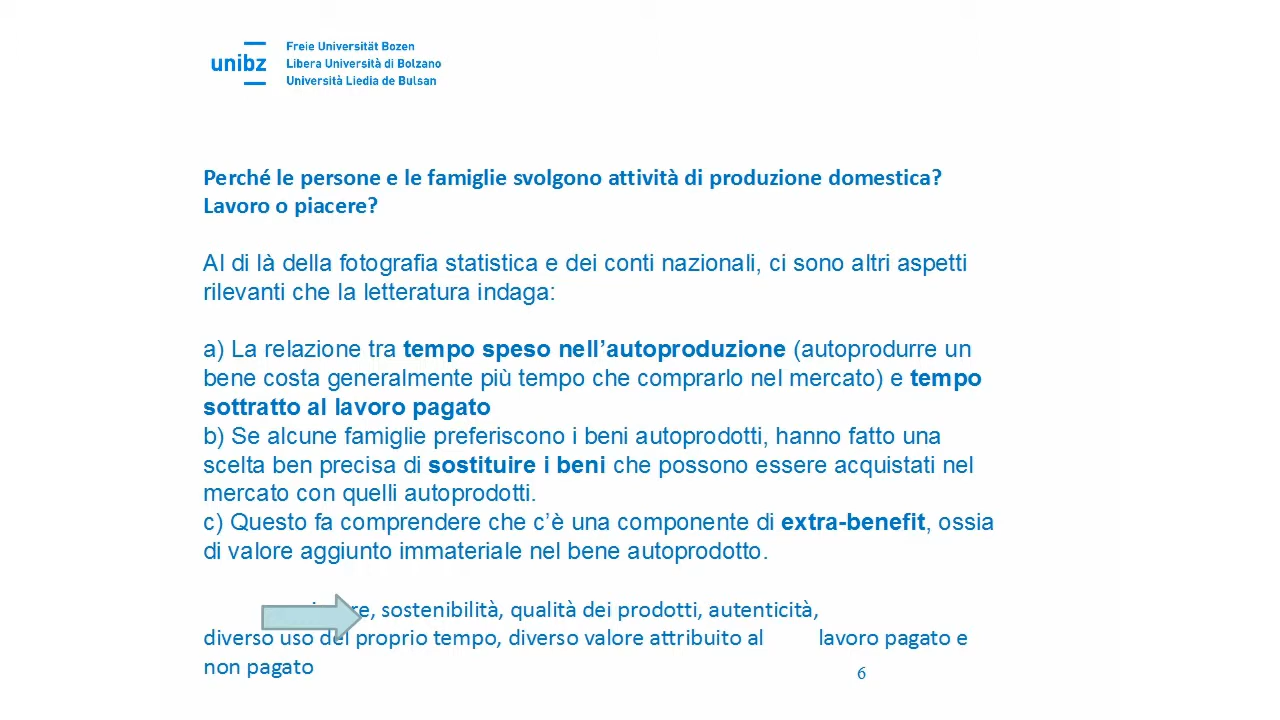 unibz
Freie Universität Bozen
Libera Università di Bolzano
Università Liedia de Bulsan
Perché le persone e le famiglie svolgono attività di produzione domestica?
Lavoro o piacere?
Al di là della fotografia statistica e dei conti nazionali, ci sono altri aspetti
rilevanti che la letteratura indaga:
a) La relazione tra tempo speso nell’autoproduzione (autoprodurre un
bene costa generalmente più tempo che comprarlo nel mercato) e tempo
sottratto al lavoro pagato
b) Se alcune famiglie preferiscono i beni autoprodotti, hanno fatto una
scelta ben precisa di sostituire i beni che possono essere acquistati nel
mercato con quelli autoprodotti.
c) Questo fa comprendere che c’è una componente di extra-benefit, ossia
di valore aggiunto immateriale nel bene autoprodotto.
sostenibilità, qualità dei prodotti, autenticità,
diverso uso del proprio tempo, diverso valore attribuito al lavoro pagato e
non pagato
6